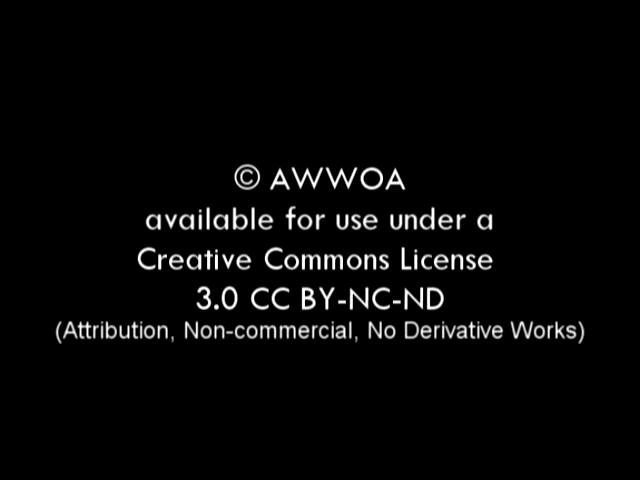 © AWWOA
available for use under a
Creative Commons License
3.0 CC BY-NC-ND
(Attribution, Non-commercial, No Derivative Works)